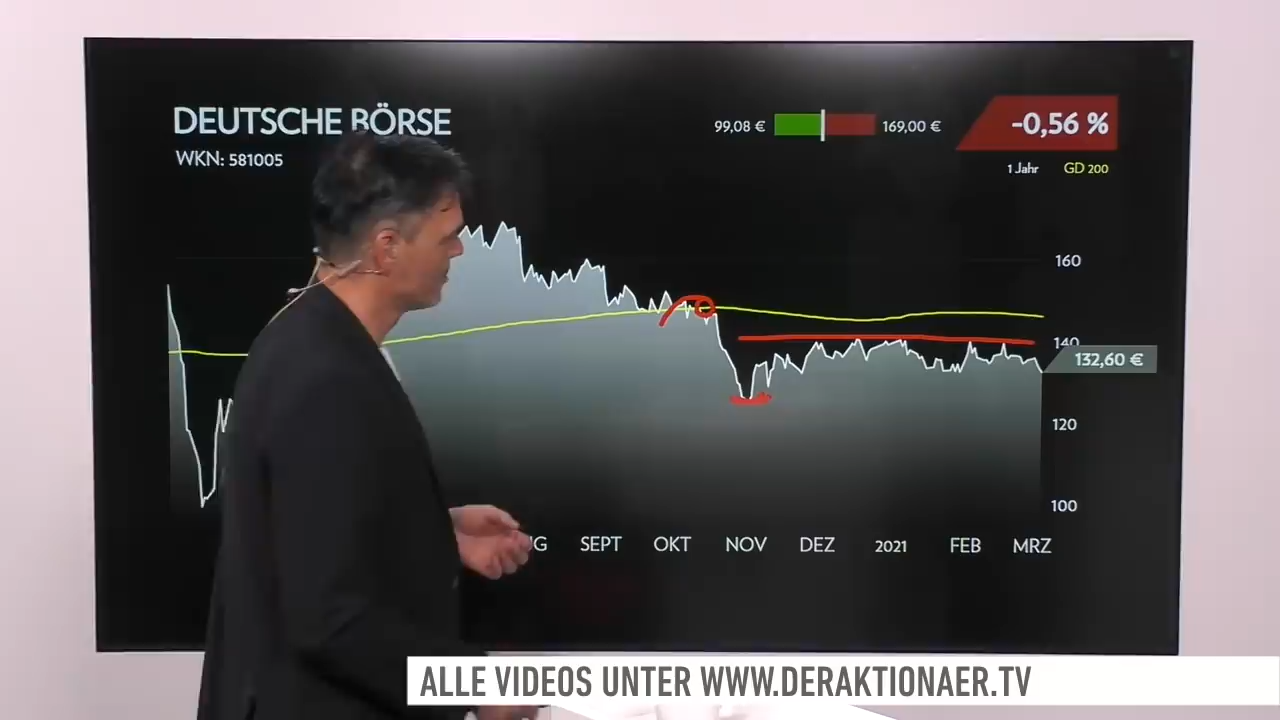 DEUTSCHE BÖRSE
WKN: 581005
99,08 € 169,00 €
-0,56 %
1 Jahr GD 200
160
140
132,60 €
120
100
SEPT OKT NOV DEZ 2021 FEB MRZ
ALLE VIDEOS UNTER WWW.DERAKTIONAER.TV